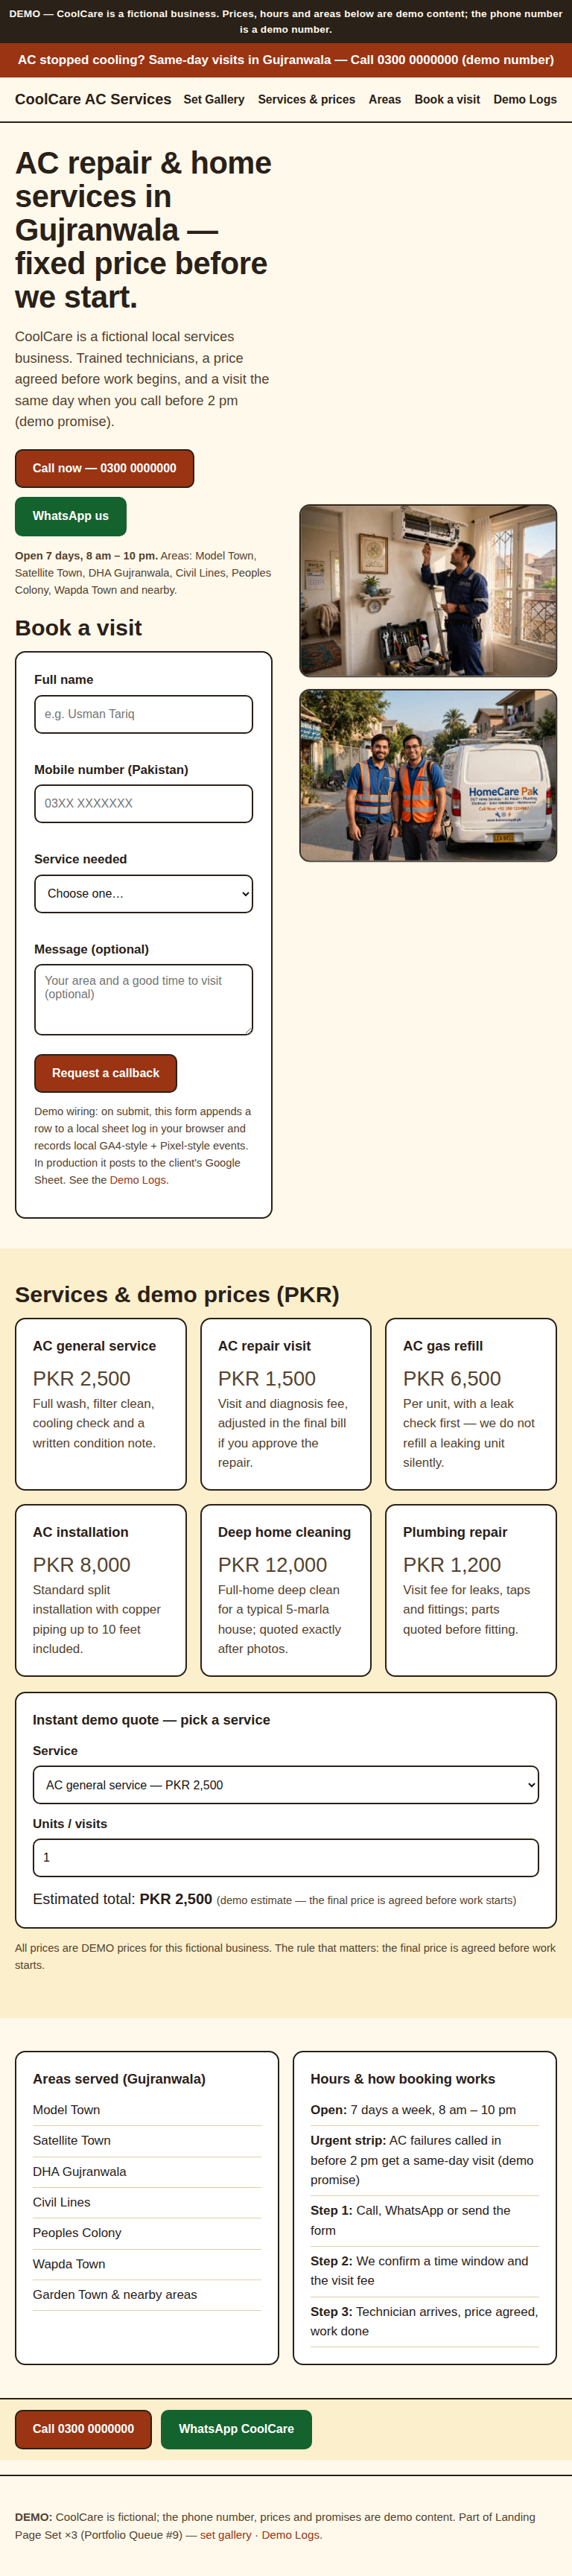 DEMO — CoolCare is a fictional business. Prices, hours and areas below are demo content; the phone number
is a demo number.
AC stopped cooling? Same-day visits in Gujranwala — Call 0300 0000000 (demo number)
CoolCare AC Services Set Gallery Services & prices Areas Book a visit Demo Logs
AC repair & home
services in
Gujranwala —
fixed price before
we start.
CoolCare is a fictional local services
business. Trained technicians, a price
agreed before work begins, and a visit the
same day when you call before 2 pm
(demo promise).
Call now — 0300 0000000
WhatsApp us
Open 7 days, 8 am – 10 pm. Areas: Model Town,
Satellite Town, DHA Gujranwala, Civil Lines, Peoples
Colony, Wapda Town and nearby.
HomeCare Pak
Book a visit
Full name
e.g. Usman Tariq
Mobile number (Pakistan)
03XX XXXXXXX
Service needed
Choose one…
Message (optional)
Your area and a good time to visit
(optional)
Request a callback
Demo wiring: on submit, this form appends a
row to a local sheet log in your browser and
records local GA4-style + Pixel-style events.
In production it posts to the client's Google
Sheet. See the Demo Logs.
Services & demo prices (PKR)
AC general service
PKR 2,500
Full wash, filter clean,
cooling check and a
written condition note.
AC repair visit
PKR 1,500
Visit and diagnosis fee,
adjusted in the final bill
if you approve the
repair.
AC gas refill
PKR 6,500
Per unit, with a leak
check first — we do not
refill a leaking unit
silently.
AC installation
PKR 8,000
Standard split
installation with copper
piping up to 10 feet
included.
Deep home cleaning
PKR 12,000
Full-home deep clean
for a typical 5-marla
house; quoted exactly
after photos.
Plumbing repair
PKR 1,200
Visit fee for leaks, taps
and fittings; parts
quoted before fitting.
Instant demo quote — pick a service
Service
AC general service — PKR 2,500
Units / visits
1
Estimated total: PKR 2,500 (demo estimate — the final price is agreed before work starts)
All prices are DEMO prices for this fictional business. The rule that matters: the final price is agreed before work
starts.
Areas served (Gujranwala)
Model Town
Satellite Town
DHA Gujranwala
Civil Lines
Peoples Colony
Wapda Town
Garden Town & nearby areas
Hours & how booking works
Open: 7 days a week, 8 am – 10 pm
Urgent strip: AC failures called in
before 2 pm get a same-day visit (demo
promise)
Step 1: Call, WhatsApp or send the
form
Step 2: We confirm a time window and
the visit fee
Step 3: Technician arrives, price agreed,
work done
Call 0300 0000000
WhatsApp CoolCare
DEMO: CoolCare is fictional; the phone number, prices and promises are demo content. Part of Landing
Page Set ×3 (Portfolio Queue #9) — set gallery · Demo Logs.